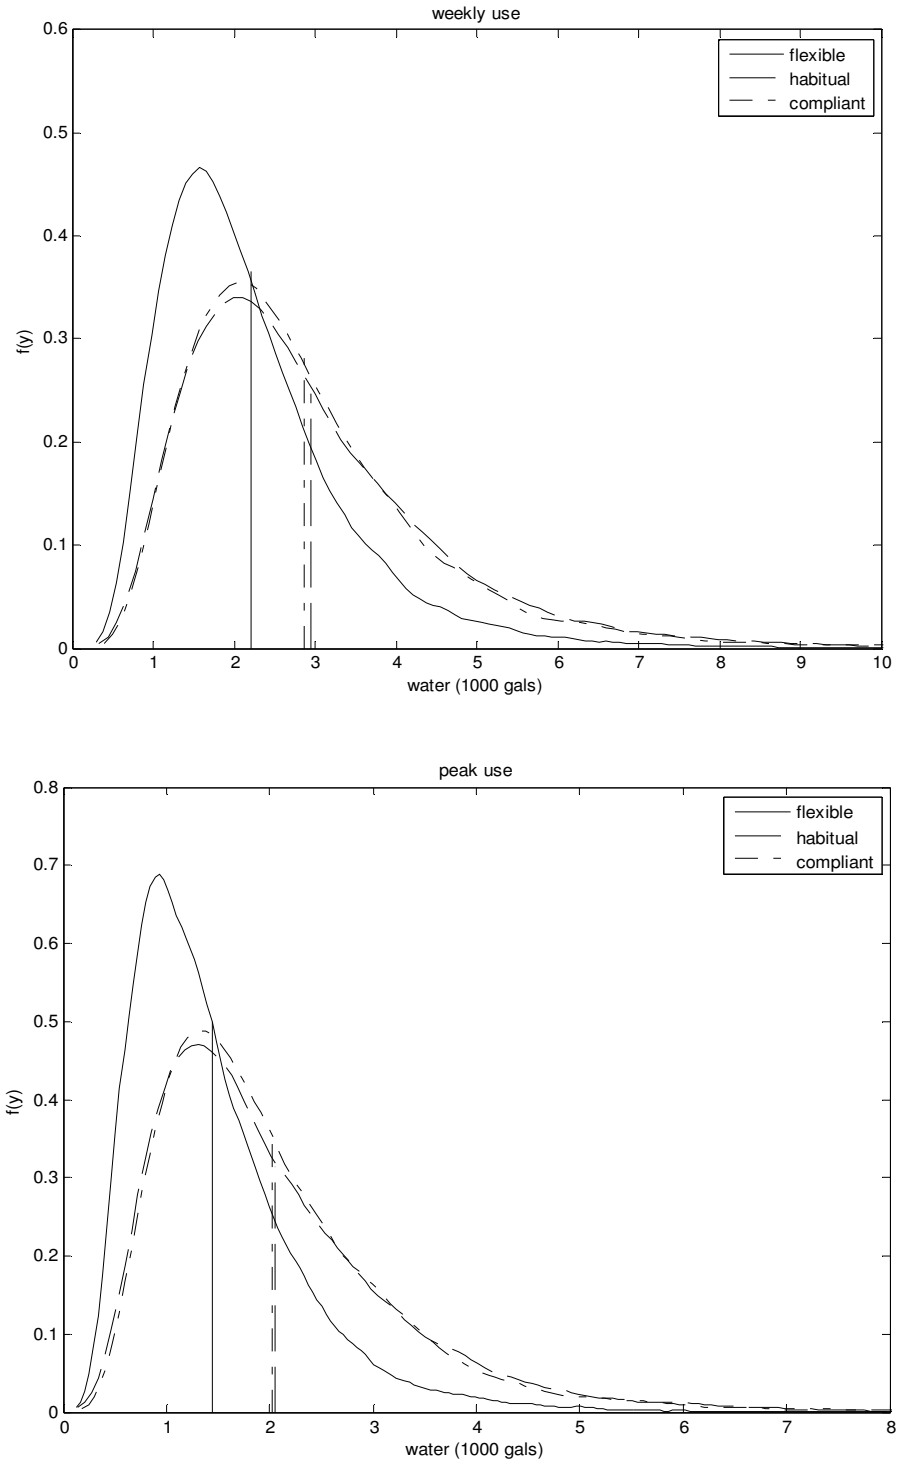 weekly use
0.6
0.5
0.4
0.3
0.2
0.1
0
f(y)
flexible
habitual
compliant
0 1 2 3 4 5 6 7 8 9 10
water (1000 gals)
peak use
0.8
0.7
0.6
0.5
0.4
0.3
0.2
0.1
0
f(y)
flexible
habitual
compliant
0 1 2 3 4 5 6 7 8
water (1000 gals)